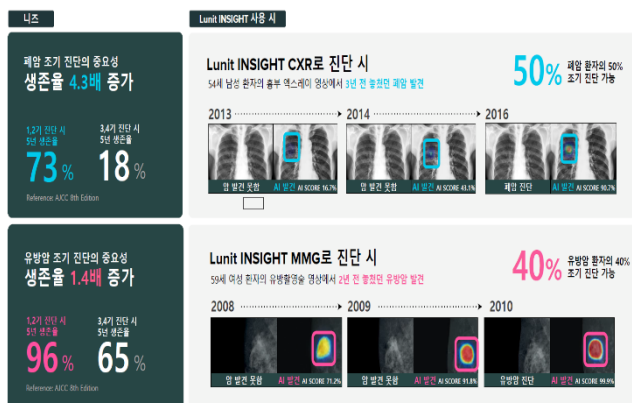 니즈
Lunit INSIGHT 사용 시
폐암 조기 진단의 중요성
생존율 4.3배 증가
1,2기 진단 시
5년 생존율
73 %
3,4기 진단 시
5년 생존율
18 %
Reference: AJCC 8th Edition
Lunit INSIGHT CXR로 진단 시
54세 남성 환자의 흉부 엑스레이 영상에서 3년 전 놓쳤던 폐암 발견
50% 폐암 환자의 50%
조기 진단 가능
2013
2014
2016
암 발견 못함
AI 발견 AI SCORE 16.7%
암 발견 못함
AI 발견 AI SCORE 43.1%
폐암 진단
AI 발견 AI SCORE 90.7%
유방암 조기 진단의 중요성
생존율 1.4배 증가
1,2기 진단 시
5년 생존율
96 %
3,4기 진단 시
5년 생존율
65 %
Reference: AJCC 8th Edition
Lunit INSIGHT MMG로 진단 시
59세 여성 환자의 유방촬영술 영상에서 2년 전 놓쳤던 유방암 발견
40% 유방암 환자의 40%
조기 진단 가능
2008
2009
2010
암 발견 못함
AI 발견 AI SCORE 71.2%
암 발견 못함
AI 발견 AI SCORE 91.8%
유방암 진단
AI 발견 AI SCORE 99.9%